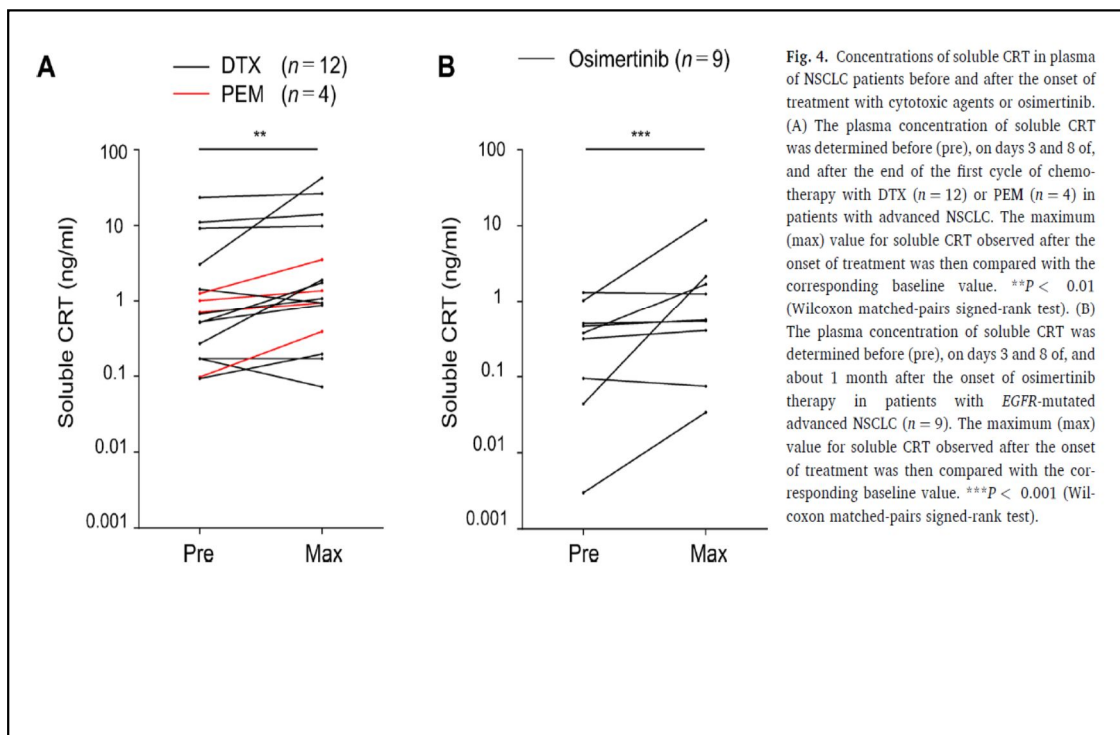 A
DTX (n=12)
PEM (n=4)
**
Soluble CRT (ng/ml)
100
10
1
0.1
0.01
0.001
Pre
Max
B
Osimertinib (n=9)
***
Soluble CRT (ng/ml)
100
10
1
0.1
0.01
0.001
Pre
Max
Fig. 4. Concentrations of soluble CRT in plasma
of NSCLC patients before and after the onset of
treatment with cytotoxic agents or osimertinib.
(A) The plasma concentration of soluble CRT
was determined before (pre), on days 3 and 8 of,
and after the end of the first cycle of chemo-
therapy with DTX (n = 12) or PEM (n = 4) in
patients with advanced NSCLC. The maximum
(max) value for soluble CRT observed after the
onset of treatment was then compared with the
corresponding baseline value. **P < 0.01
(Wilcoxon matched-pairs signed-rank test). (B)
The plasma concentration of soluble CRT was
determined before (pre), on days 3 and 8 of, and
about 1 month after the onset of osimertinib
therapy in patients with EGFR-mutated
advanced NSCLC (n = 9). The maximum (max)
value for soluble CRT observed after the onset
of treatment was then compared with the cor-
responding baseline value. ***P < 0.001 (Wil-
coxon matched-pairs signed-rank test).